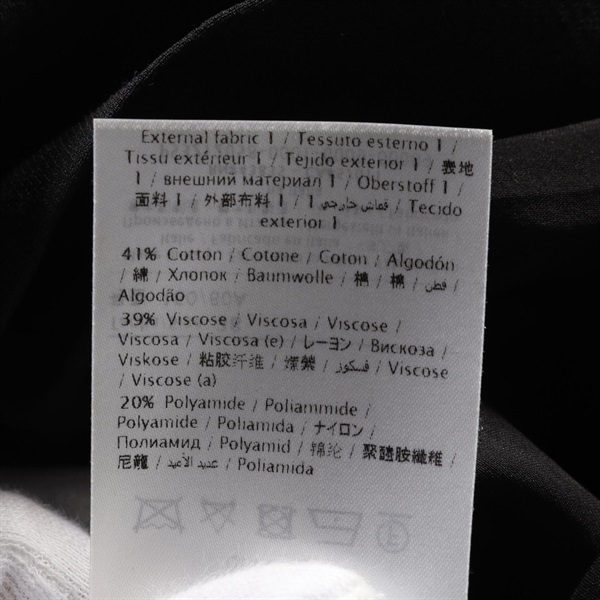 External fabric 1 / Tessuto esterno 1 /
Tissu extérieur 1 / Tejido exterior 1 / 表地
1 / внешний материал 1 / Oberstoff 1 /
面料 1 / 外部布料 1 / قماش خارجي 1 / Tecido
exterior 1
41% Cotton / Cotone / Coton / Algodón
/ 綿 / Хлопок / Baumwolle / 棉 / 棉 / قطن /
Algodão
39% Viscose / Viscosa / Viscose /
Viscosa / Viscosa (e) / レーヨン / Вискоза /
Viskose / 粘胶纤维 / فسكوز / Viscose
/ Viscose (a)
20% Polyamide / Poliammide /
Polyamide / Poliamida / ナイロン /
Полиамид / Polyamid / 锦纶 / 聚醯胺纖維 /
尼龍 / عديد الأميد / Poliamida